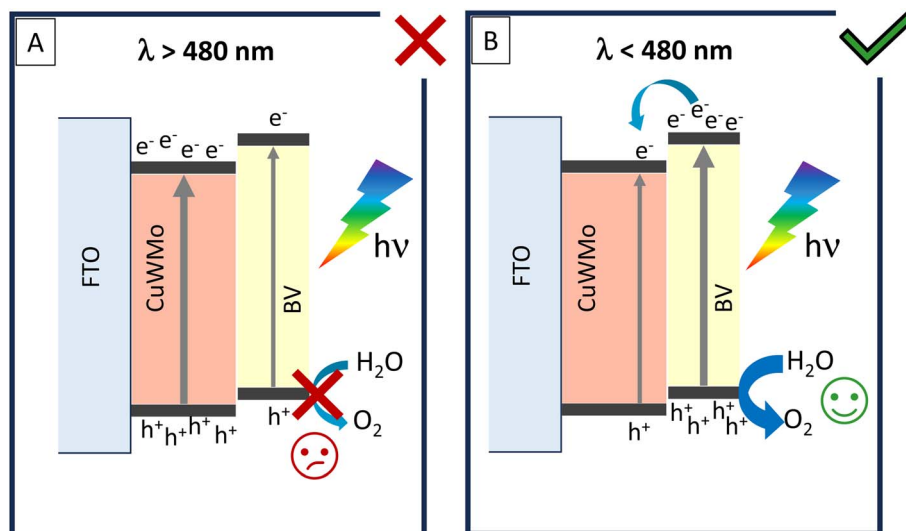 A
λ > 480 nm
e⁻
e⁻ e⁻ e⁻ e⁻
FTO
CuWMo
BV
hν
H₂O
O₂
h⁺
h⁺ h⁺ h⁺ h⁺
B
λ < 480 nm
e⁻ e⁻ e⁻ e⁻
e⁻
FTO
CuWMo
BV
hν
H₂O
O₂
h⁺ h⁺ h⁺ h⁺
h⁺